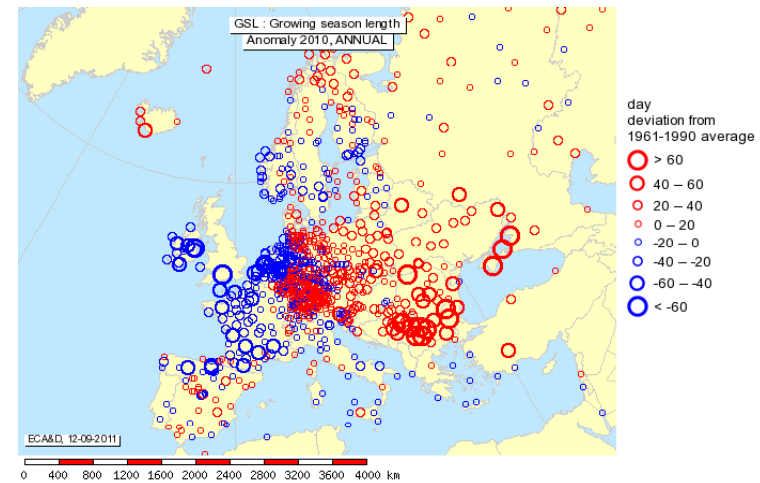 GSL : Growing season length
Anomaly 2010, ANNUAL
day
deviation from
1961-1990 average
> 60
40 – 60
20 – 40
0 – 20
-20 – 0
-40 – -20
-60 – -40
< -60
ECA&D, 12-09-2011
0 400 800 1200 1600 2000 2400 2800 3200 3600 4000 km